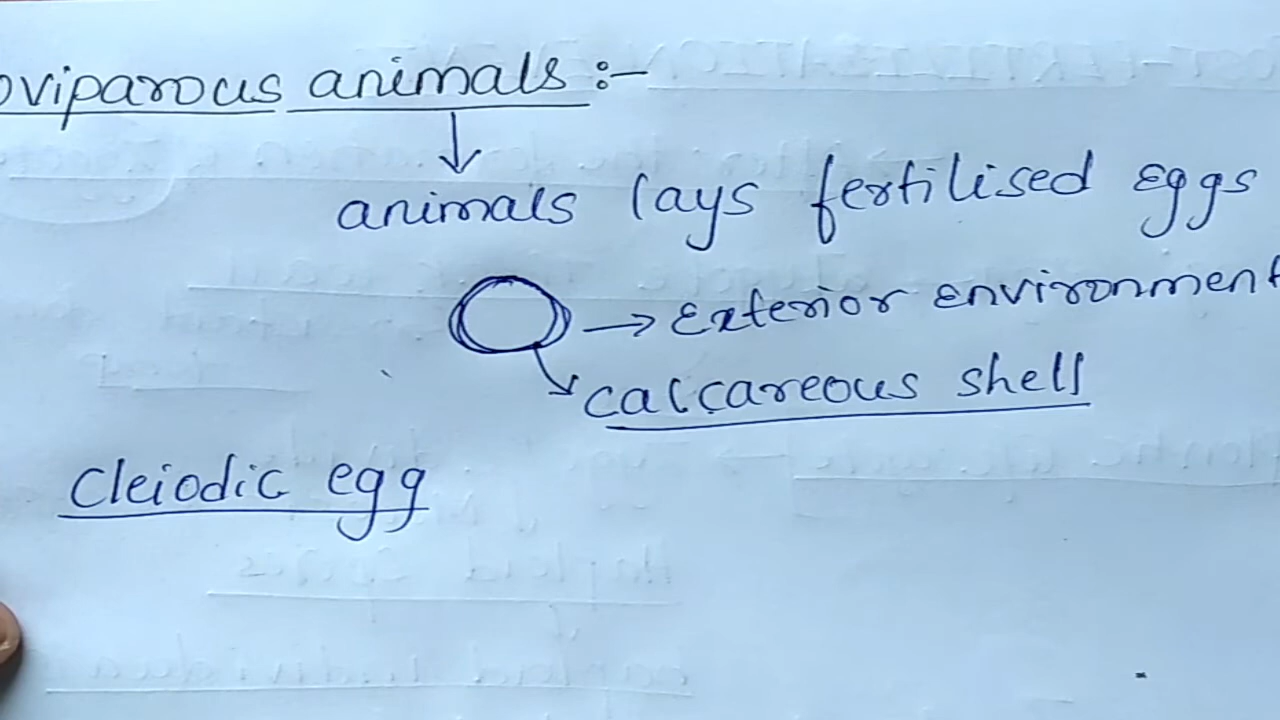 oviparous animals :-
animals lays fertilised eggs
→ Exterior environment
calcareous shell
cleiodic egg